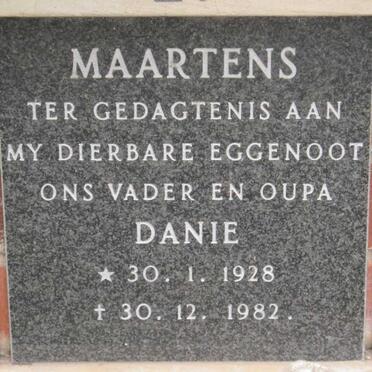 MAARTENS
TER GEDAGTENIS AAN
MY DIERBARE EGGENOOT
ONS VADER EN OUPA
DANIE
★ 30. 1. 1928
† 30. 12. 1982.